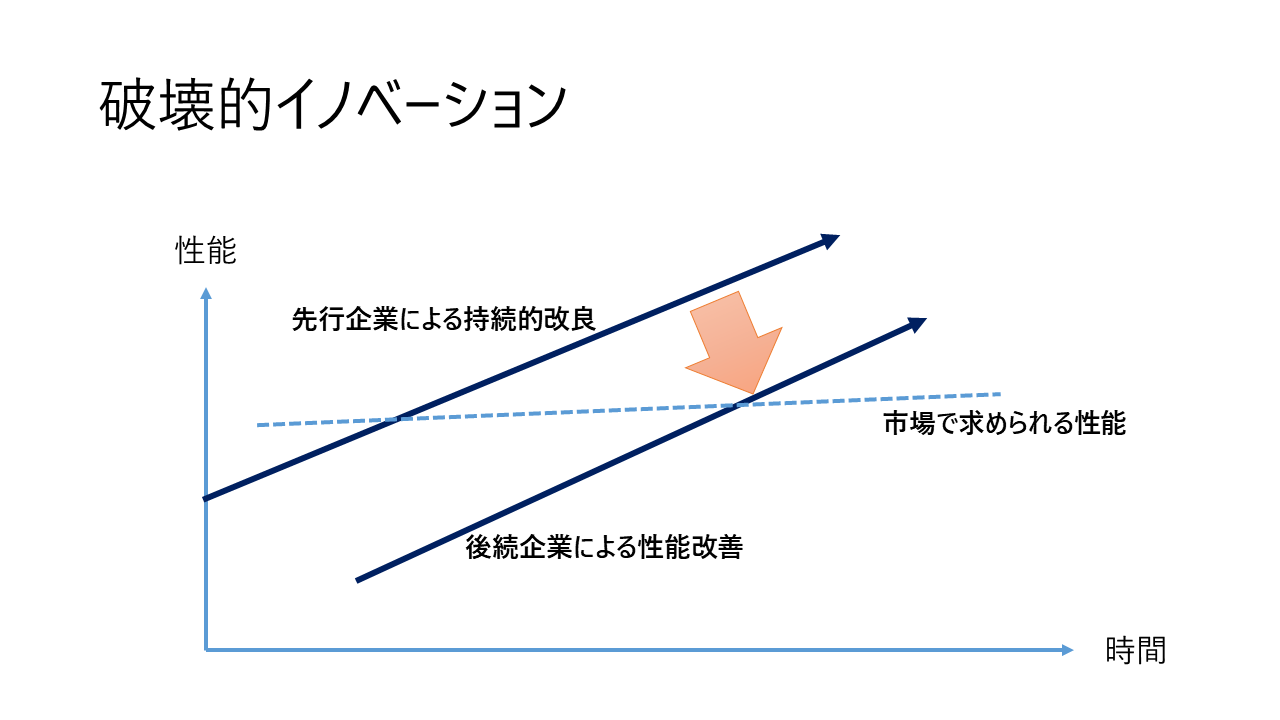 破壊的イノベーション
性能
先行企業による持続的改良
市場で求められる性能
後続企業による性能改善
時間